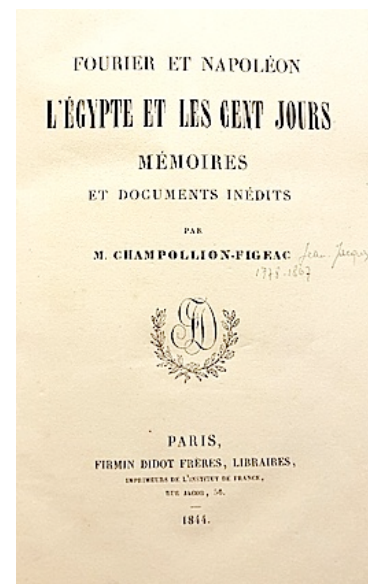 FOURIER ET NAPOLÉON
L'ÉGYPTE ET LES CENT JOURS
MÉMOIRES
ET DOCUMENTS INÉDITS
PAR
M. CHAMPOLLION-FIGEAC Jean-Jacques
1778-1867
FD
PARIS,
FIRMIN DIDOT FRÈRES, LIBRAIRES,
IMPRIMEURS DE L'INSTITUT DE FRANCE,
RUE JACOB, 56.
1844.